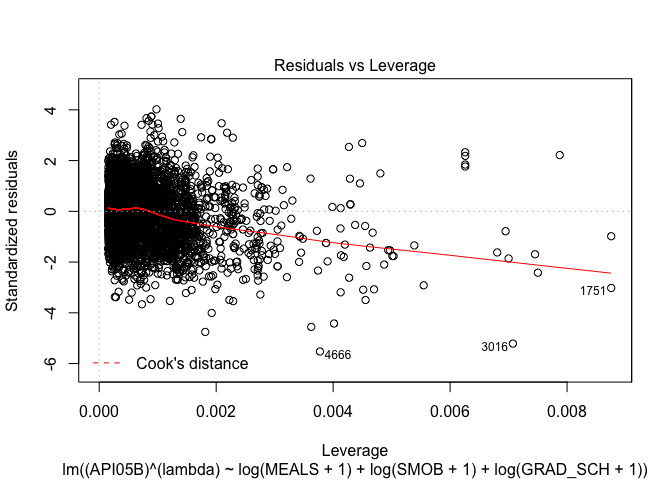 Residuals vs Leverage
Standardized residuals
4
2
0
-2
-4
-6
1751
3016
4666
Cook's distance
0.000 0.002 0.004 0.006 0.008
Leverage
lm((API05B)^(lambda) ~ log(MEALS + 1) + log(SMOB + 1) + log(GRAD_SCH + 1))